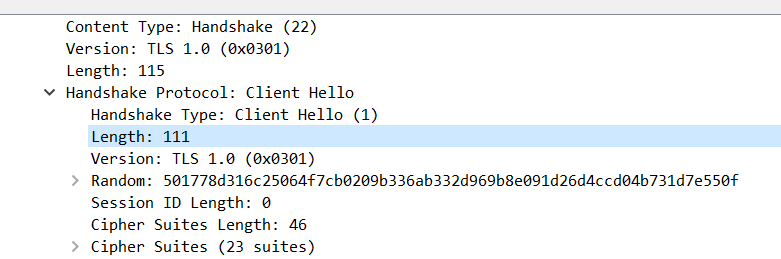 Content Type: Handshake (22)
Version: TLS 1.0 (0x0301)
Length: 115
Handshake Protocol: Client Hello
Handshake Type: Client Hello (1)
Length: 111
Version: TLS 1.0 (0x0301)
Random: 501778d316c25064f7cb0209b336ab332d969b8e091d26d4ccd04b731d7e550f
Session ID Length: 0
Cipher Suites Length: 46
Cipher Suites (23 suites)